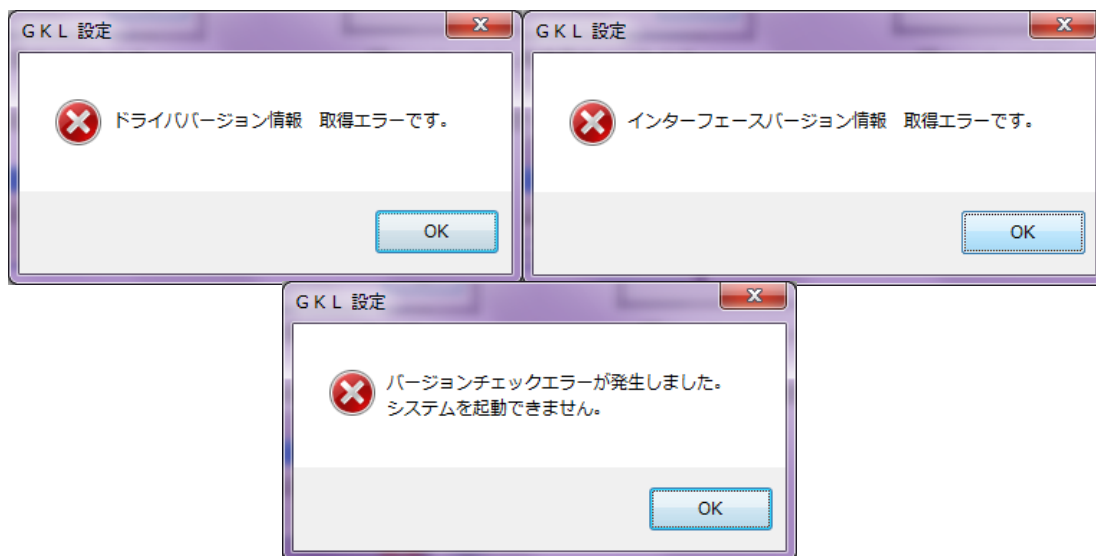 ＧＫＬ 設定
ドライババージョン情報　取得エラーです。
OK
ＧＫＬ 設定
インターフェースバージョン情報　取得エラーです。
OK
ＧＫＬ 設定
バージョンチェックエラーが発生しました。
システムを起動できません。
OK